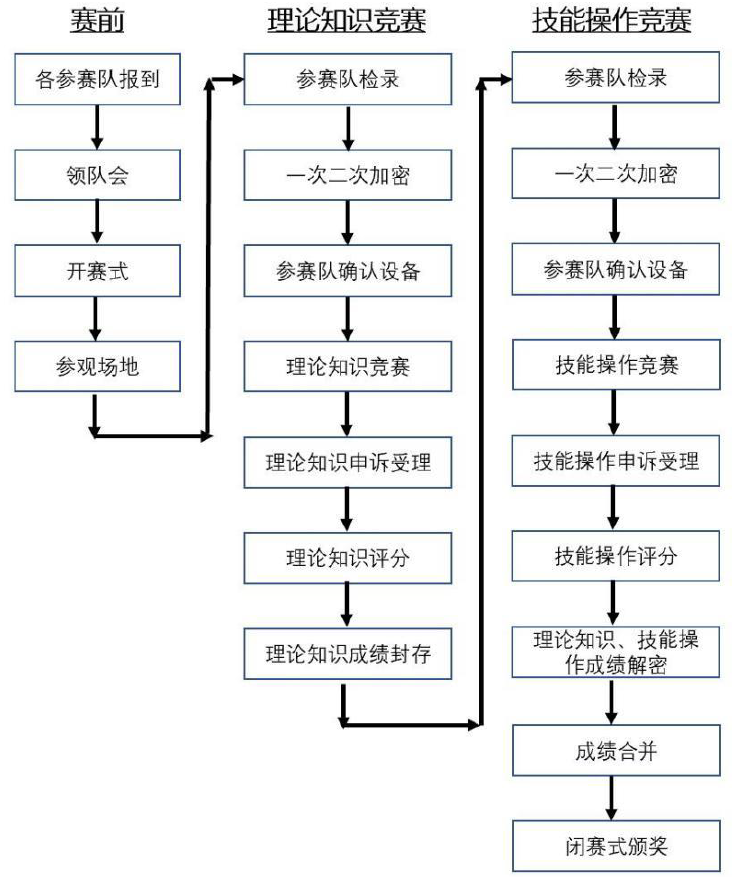 赛前
各参赛队报到
领队会
开赛式
参观场地
理论知识竞赛
参赛队检录
一次二次加密
参赛队确认设备
理论知识竞赛
理论知识申诉受理
理论知识评分
理论知识成绩封存
技能操作竞赛
参赛队检录
一次二次加密
参赛队确认设备
技能操作竞赛
技能操作申诉受理
技能操作评分
理论知识、技能操
作成绩解密
成绩合并
闭赛式颁奖